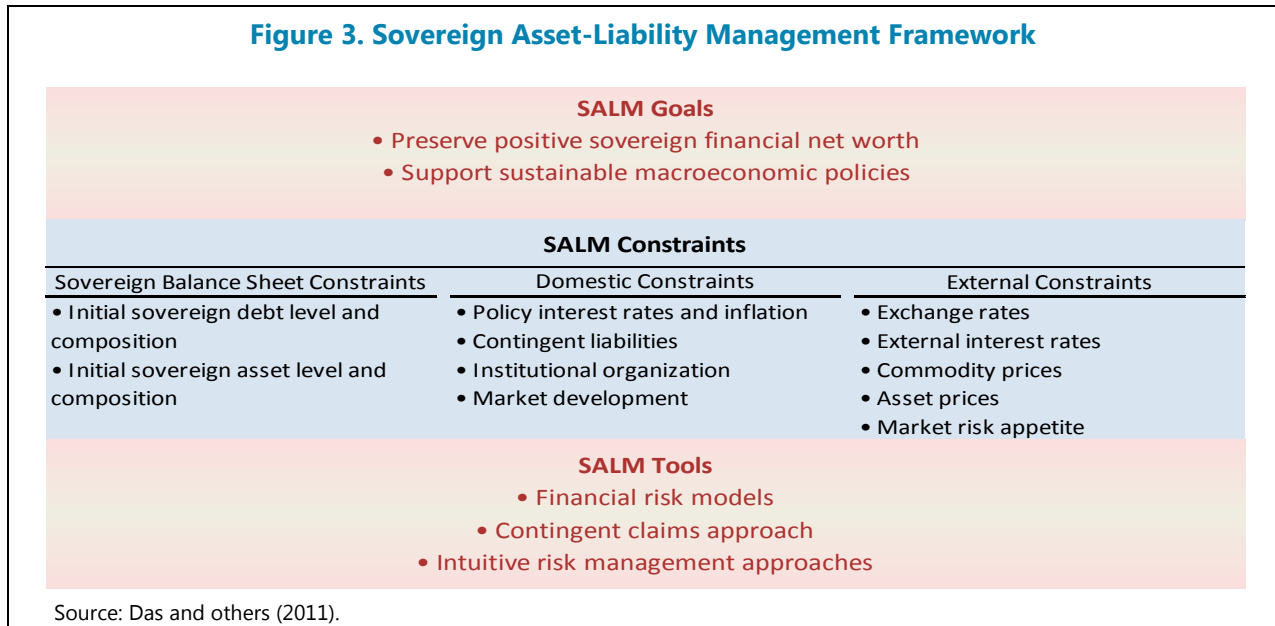 Figure 3. Sovereign Asset-Liability Management Framework
SALM Goals
• Preserve positive sovereign financial net worth
• Support sustainable macroeconomic policies
SALM Constraints
Sovereign Balance Sheet Constraints
• Initial sovereign debt level and
composition
• Initial sovereign asset level and
composition
Domestic Constraints
• Policy interest rates and inflation
• Contingent liabilities
• Institutional organization
• Market development
External Constraints
• Exchange rates
• External interest rates
• Commodity prices
• Asset prices
• Market risk appetite
SALM Tools
• Financial risk models
• Contingent claims approach
• Intuitive risk management approaches
Source: Das and others (2011).